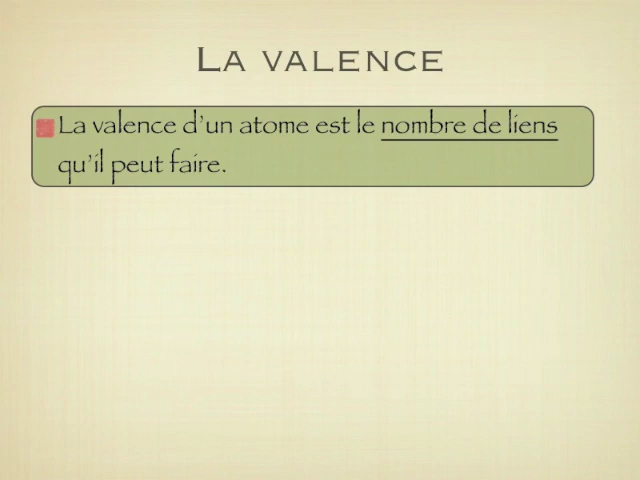 La valence
La valence d’un atome est le nombre de liens
qu’il peut faire.